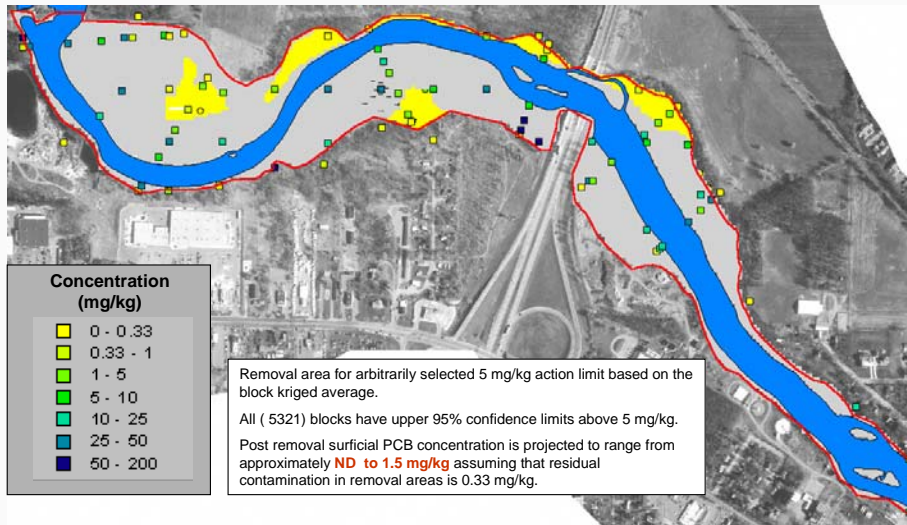 Concentration
(mg/kg)
0 - 0.33
0.33 - 1
1 - 5
5 - 10
10 - 25
25 - 50
50 - 200
Removal area for arbitrarily selected 5 mg/kg action limit based on the
block kriged average.
All ( 5321) blocks have upper 95% confidence limits above 5 mg/kg.
Post removal surficial PCB concentration is projected to range from
approximately ND to 1.5 mg/kg assuming that residual
contamination in removal areas is 0.33 mg/kg.